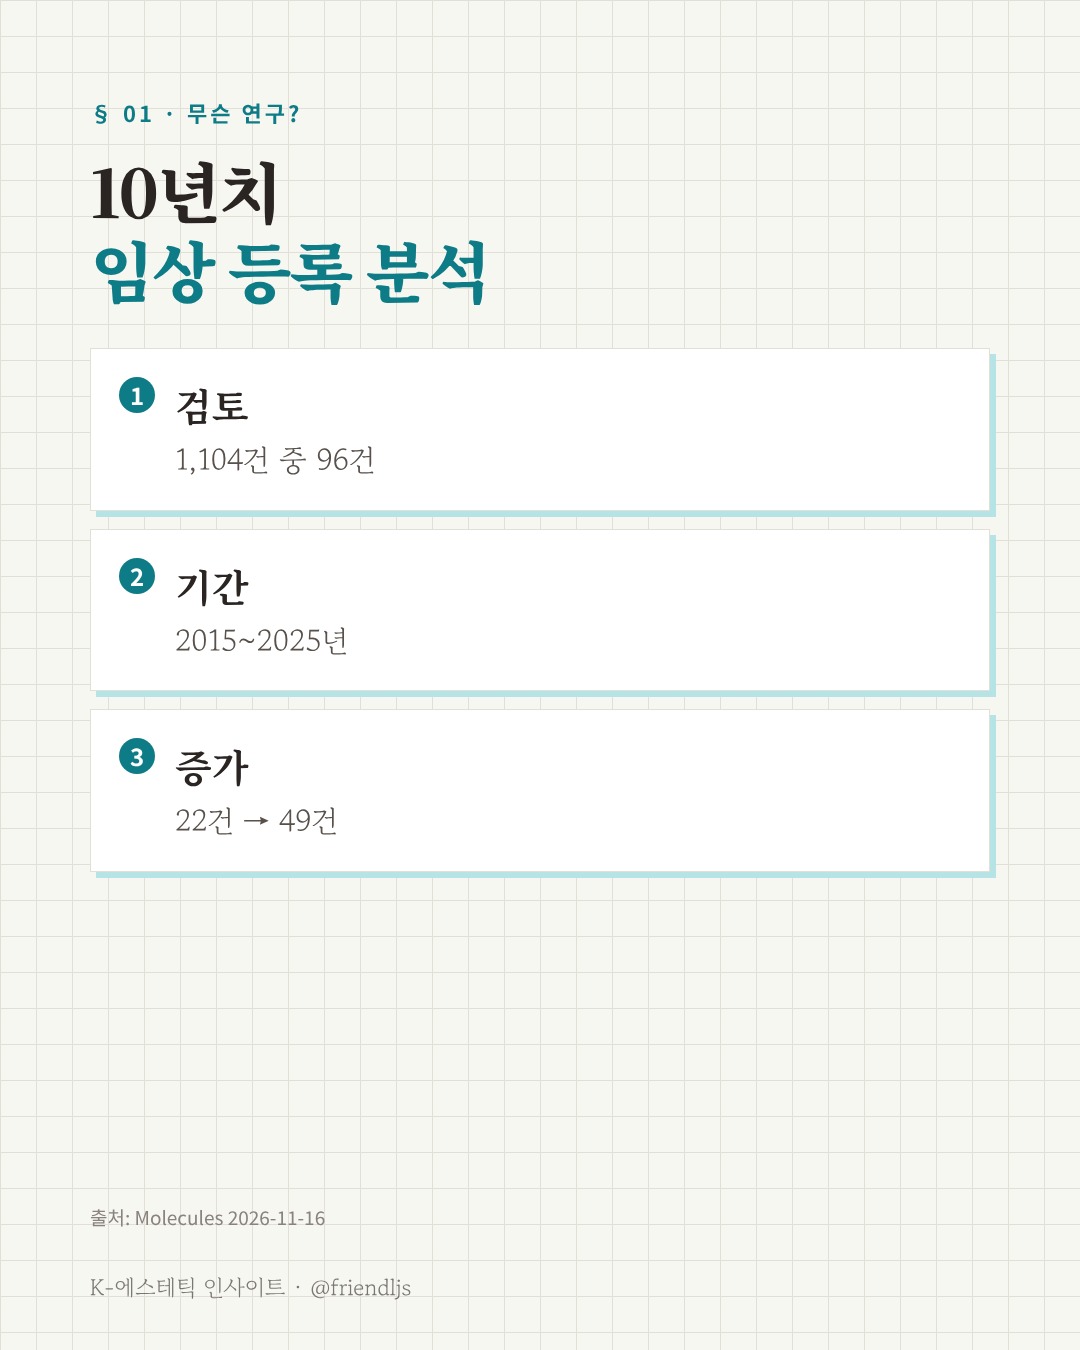 § 01 · 무슨 연구?
10년치
임상 등록 분석
1 검토
1,104건 중 96건
2 기간
2015~2025년
3 증가
22건 → 49건
출처: Molecules 2026-11-16
K-에스테틱 인사이트 · @friendljs